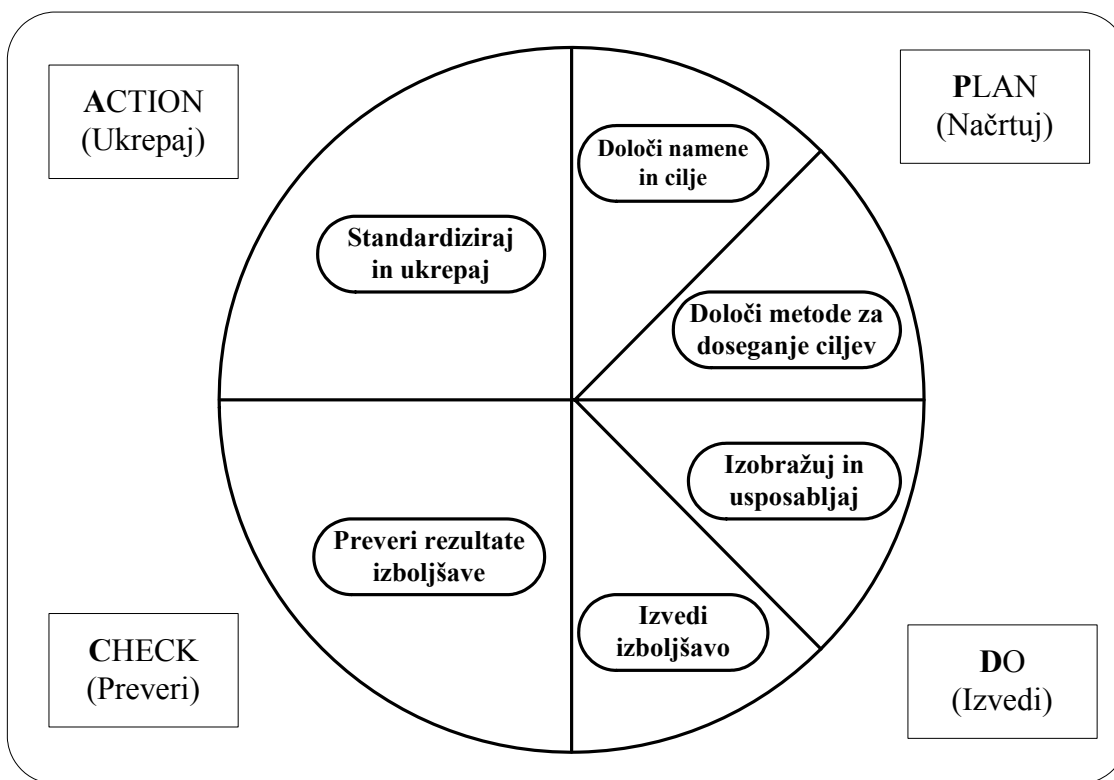 ACTION
(Ukrepaj)
PLAN
(Načrtuj)
Določi namene
in cilje
Standardiziraj
in ukrepaj
Določi metode za
doseganje ciljev
Izobražuj in
usposabljaj
Preveri rezultate
izboljšave
Izvedi
izboljšavo
CHECK
(Preveri)
DO
(Izvedi)